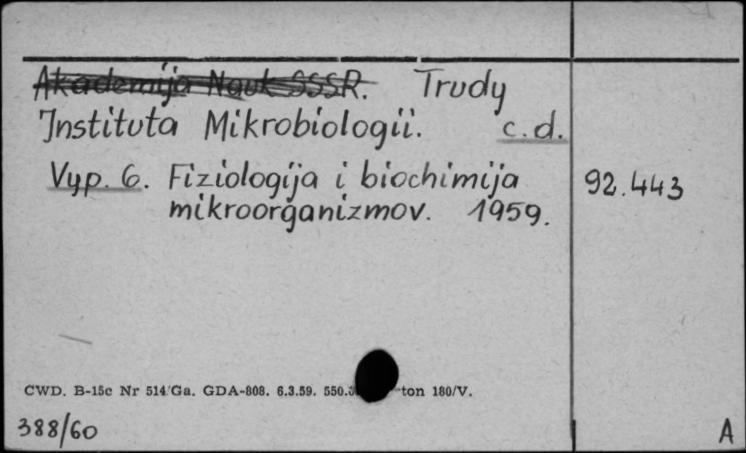 Akademija Nauk SSSR. Trudy
Instituta Mikrobiologii. c.d.
Vyp. 6. Fiziologija i biochimija 92.443
mikroorganizmov. 1959.
CWD. B-15c Nr 514/Ga. GDA-808. 6.3.59. ton 180/V.
388/60 A